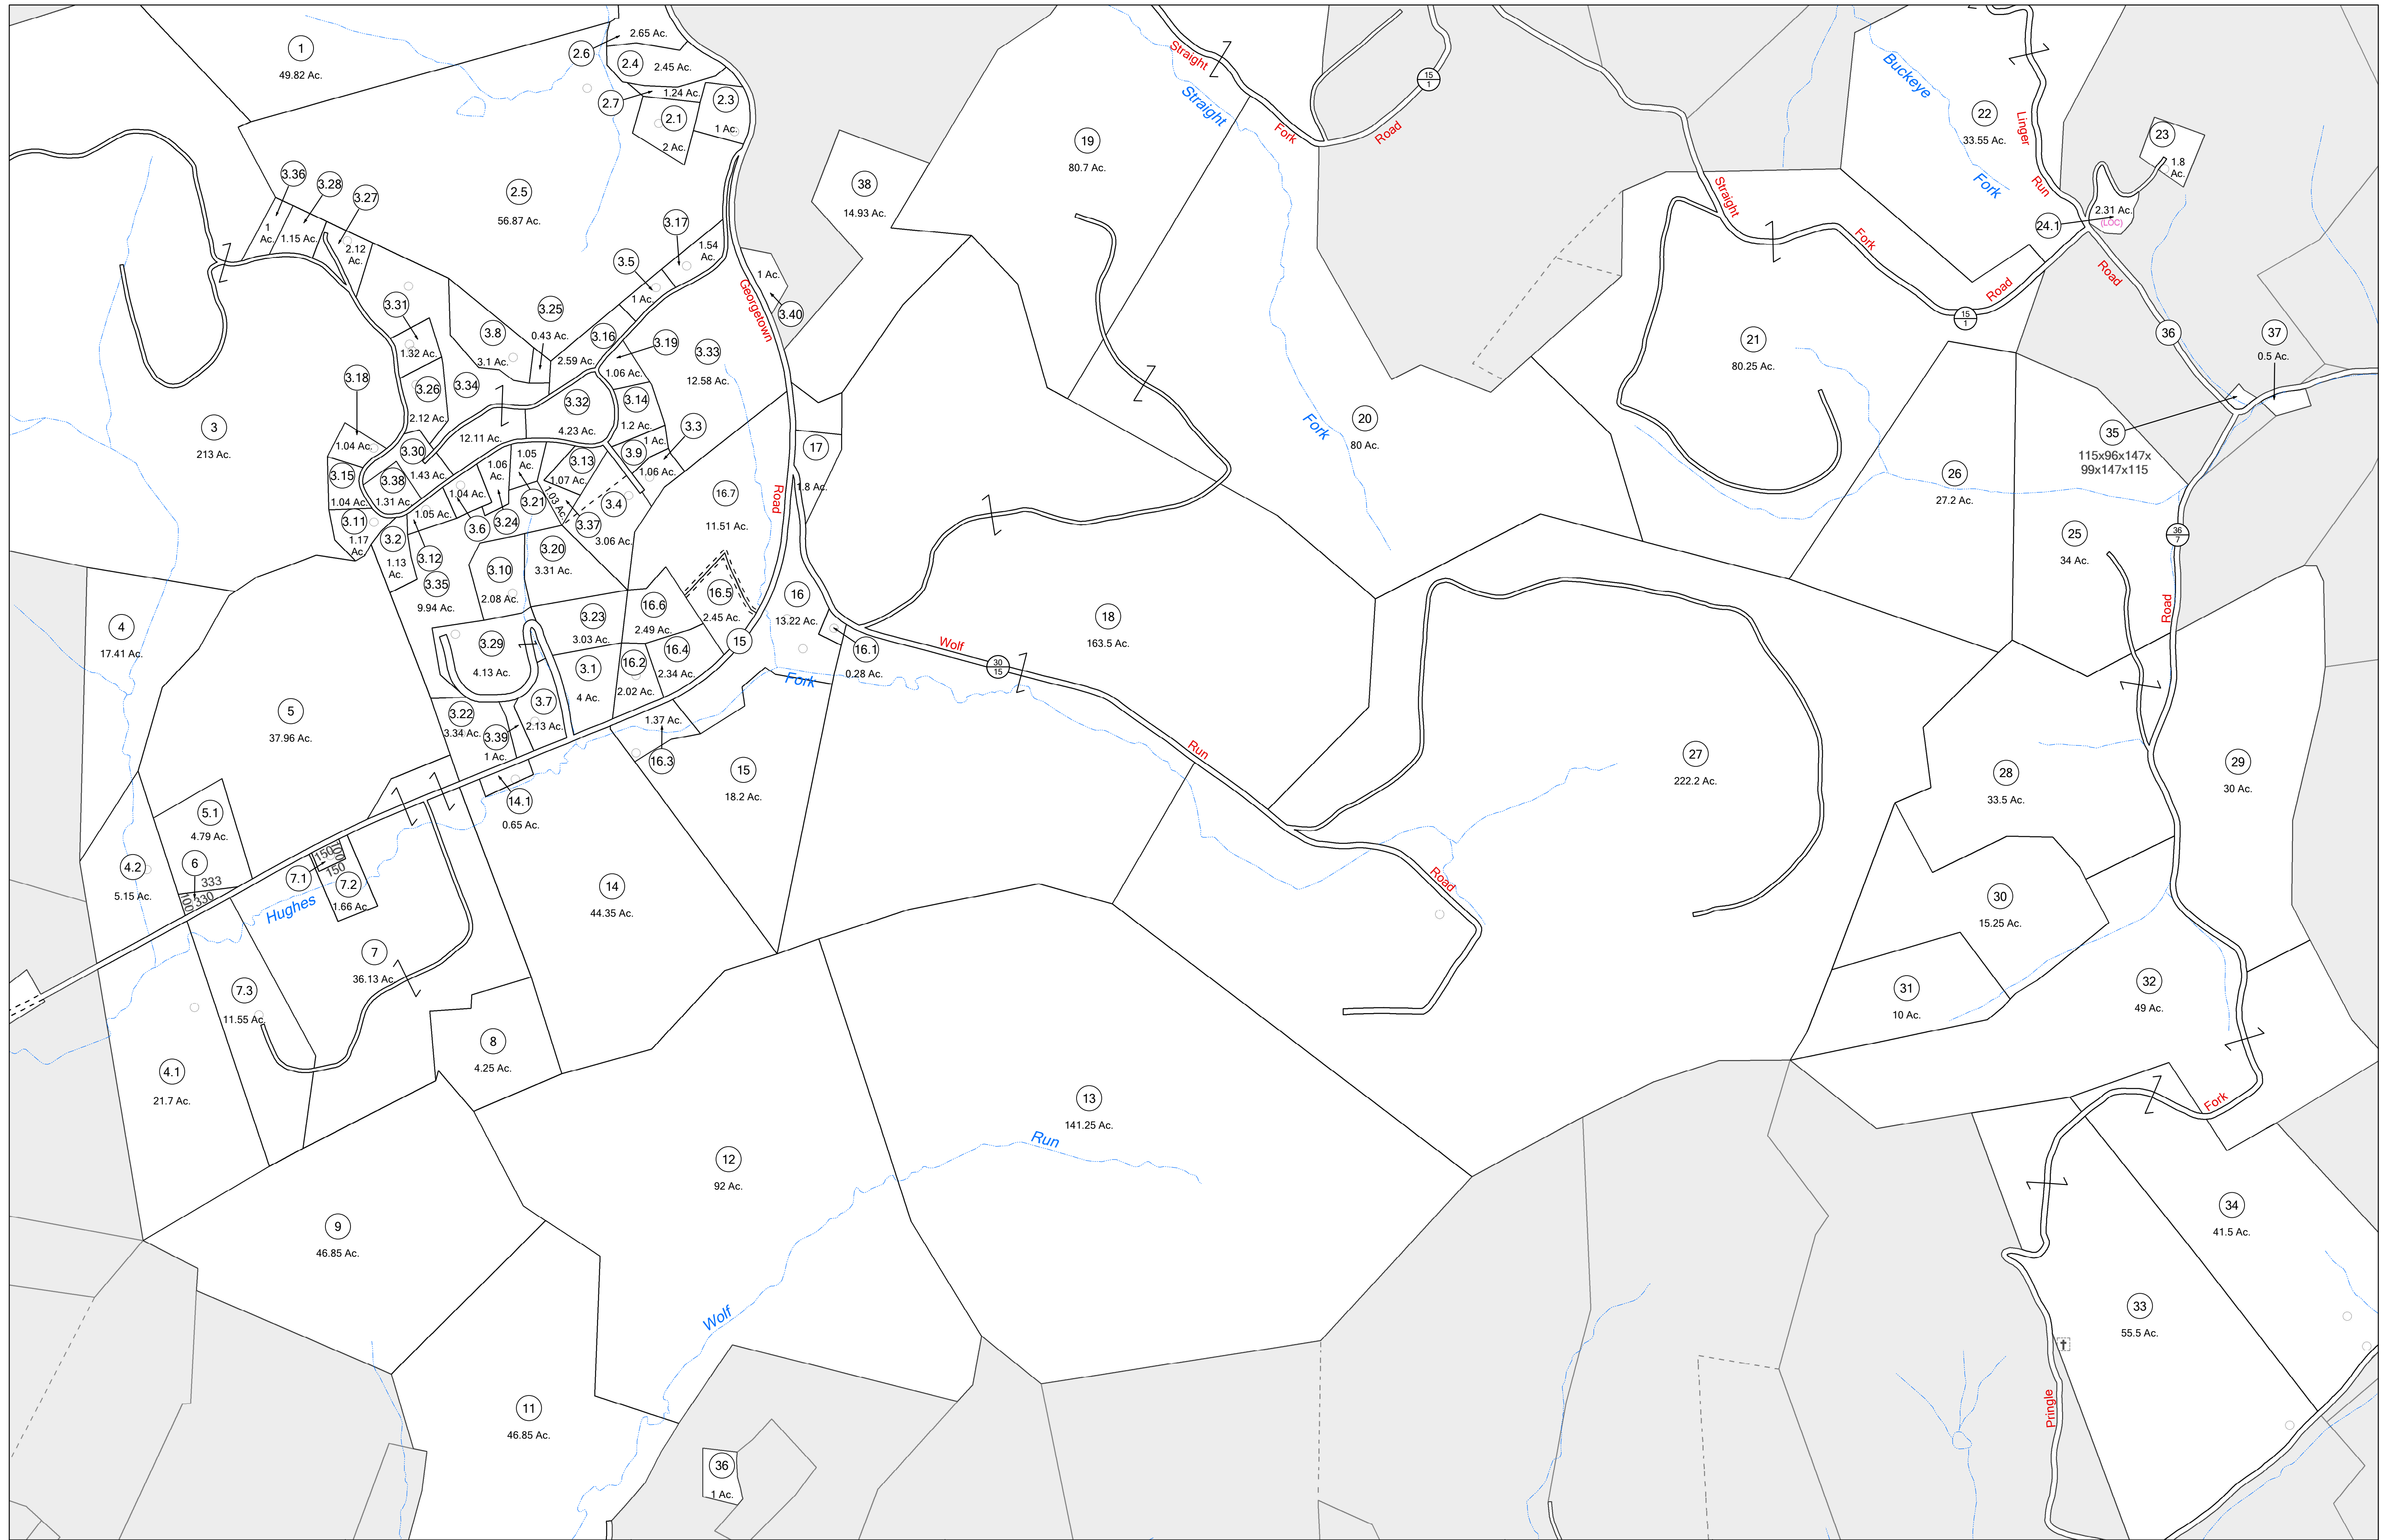 1
49.82 Ac.
2.6
2.65 Ac.
2.4
2.45 Ac.
2.7
1.24 Ac.
2.3
1 Ac.
2.1
2 Ac.
2.5
56.87 Ac.
3.36
1
Ac.
3.28
1.15 Ac.
3.27
2.12
Ac.
3.17
1.54
Ac.
3.5
1 Ac.
3.25
0.43 Ac.
3.16
2.59 Ac.
3.19
1.06 Ac.
3.33
12.58 Ac.
1 Ac.
3.40
Georgetown
Road
3.31
1.32 Ac.
3.8
3.1 Ac.
3.34
12.11 Ac.
3.26
2.12 Ac.
3.18
1.04 Ac.
3.32
4.23 Ac.
3.14
1.2 Ac.
3.3
1.06 Ac.
3.9
1 Ac.
3
213 Ac.
3.15
1.04 Ac.
3.30
1.43 Ac.
3.38
1.31 Ac.
3.11
1.17
Ac.
3.2
1.13
Ac.
3.12
1.05 Ac.
3.35
9.94 Ac.
3.6
1.04 Ac.
3.24
1.06
Ac.
3.21
1.05
Ac.
3.13
1.07 Ac.
3.37
1.03 Ac.
3.4
3.06 Ac.
3.20
3.31 Ac.
3.10
2.08 Ac.
3.23
3.03 Ac.
3.29
4.13 Ac.
3.1
4 Ac.
3.7
2.13 Ac.
3.22
3.34 Ac.
3.39
1 Ac.
16.7
11.51 Ac.
16.5
2.45 Ac.
16.6
2.49 Ac.
16.4
2.34 Ac.
16.2
2.02 Ac.
15
1.37 Ac.
16.3
16
13.22 Ac.
16.1
0.28 Ac.
17
1.8 Ac.
38
14.93 Ac.
19
80.7 Ac.
Straight
Fork
Road
15
1
Straight
Fork
20
80 Ac.
Buckeye
Fork
22
33.55 Ac.
Linger
Run
Road
23
1.8
Ac.
24.1
2.31 Ac.
(LOC)
Straight
Fork
Road
15
1
21
80.25 Ac.
36
37
0.5 Ac.
35
115x96x147x
99x147x115
26
27.2 Ac.
25
34 Ac.
36
7
Road
4
17.41 Ac.
5
37.96 Ac.
5.1
4.79 Ac.
4.2
5.15 Ac.
6
333
100
330
7.1
150
100
150
7.2
1.66 Ac.
Hughes
Fork
14.1
0.65 Ac.
15
18.2 Ac.
14
44.35 Ac.
18
163.5 Ac.
Wolf
30
15
Run
Road
27
222.2 Ac.
28
33.5 Ac.
29
30 Ac.
30
15.25 Ac.
31
10 Ac.
32
49 Ac.
7
36.13 Ac.
7.3
11.55 Ac.
4.1
21.7 Ac.
8
4.25 Ac.
9
46.85 Ac.
12
92 Ac.
13
141.25 Ac.
Run
Wolf
11
46.85 Ac.
36
1 Ac.
Fork
34
41.5 Ac.
33
55.5 Ac.
Pringle